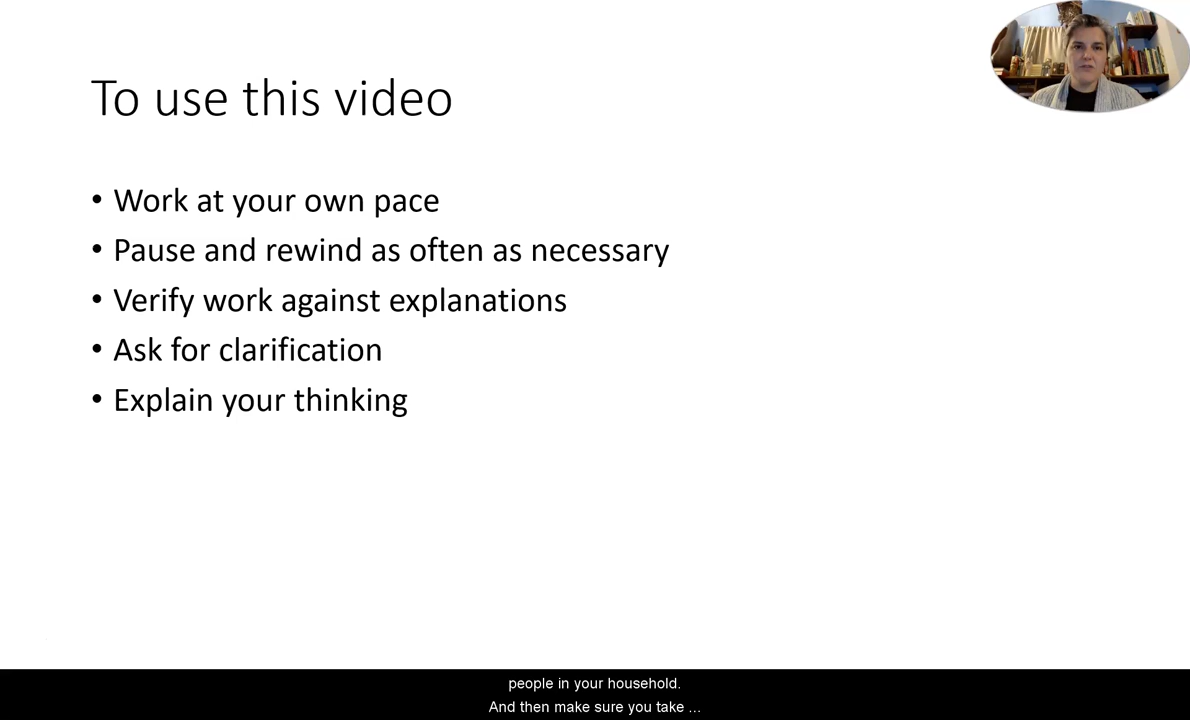 To use this video
• Work at your own pace
• Pause and rewind as often as necessary
• Verify work against explanations
• Ask for clarification
• Explain your thinking
people in your household.
And then make sure you take ...